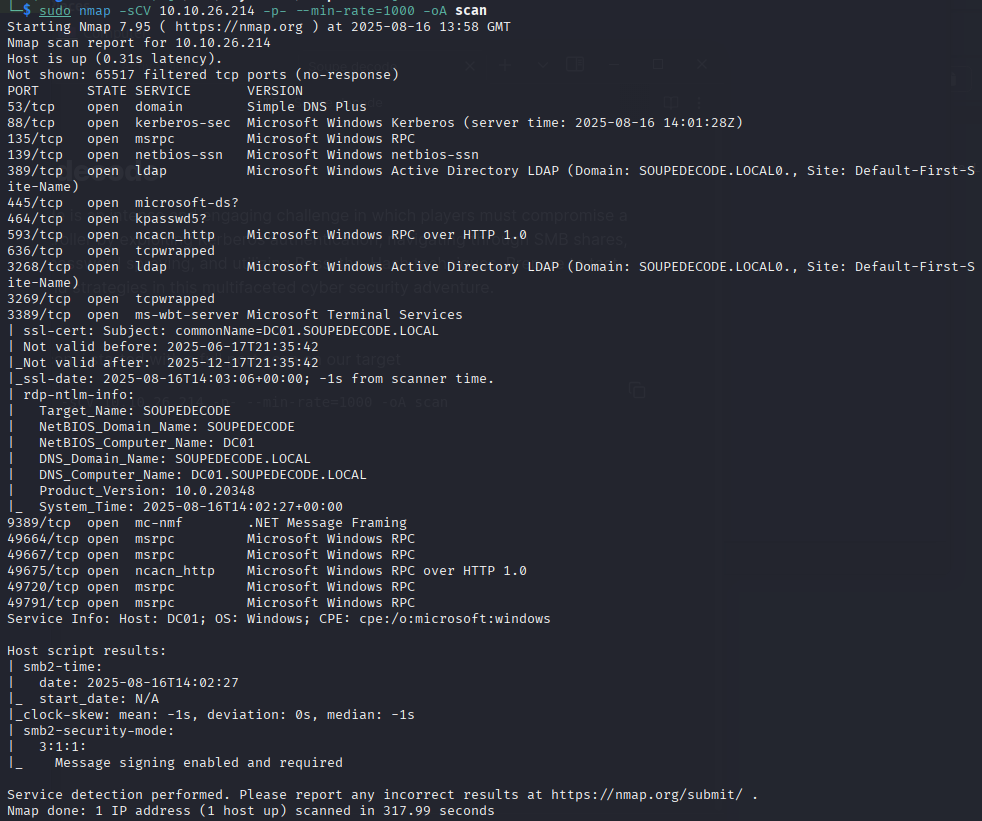 └─$ sudo nmap -sCV 10.10.26.214 -p- --min-rate=1000 -oA scan
Starting Nmap 7.95 ( https://nmap.org ) at 2025-08-16 13:58 GMT
Nmap scan report for 10.10.26.214
Host is up (0.31s latency).
Not shown: 65517 filtered tcp ports (no-response)
PORT      STATE SERVICE       VERSION
53/tcp    open  domain        Simple DNS Plus
88/tcp    open  kerberos-sec  Microsoft Windows Kerberos (server time: 2025-08-16 14:01:28Z)
135/tcp   open  msrpc         Microsoft Windows RPC
139/tcp   open  netbios-ssn   Microsoft Windows netbios-ssn
389/tcp   open  ldap          Microsoft Windows Active Directory LDAP (Domain: SOUPEDECODE.LOCAL0., Site: Default-First-S
ite-Name)
445/tcp   open  microsoft-ds?
464/tcp   open  kpasswd5?
593/tcp   open  ncacn_http    Microsoft Windows RPC over HTTP 1.0
636/tcp   open  tcpwrapped
3268/tcp  open  ldap          Microsoft Windows Active Directory LDAP (Domain: SOUPEDECODE.LOCAL0., Site: Default-First-S
ite-Name)
3269/tcp  open  tcpwrapped
3389/tcp  open  ms-wbt-server Microsoft Terminal Services
| ssl-cert: Subject: commonName=DC01.SOUPEDECODE.LOCAL
| Not valid before: 2025-06-17T21:35:42
|_Not valid after:  2025-12-17T21:35:42
|_ssl-date: 2025-08-16T14:03:06+00:00; -1s from scanner time.
| rdp-ntlm-info:
|   Target_Name: SOUPEDECODE
|   NetBIOS_Domain_Name: SOUPEDECODE
|   NetBIOS_Computer_Name: DC01
|   DNS_Domain_Name: SOUPEDECODE.LOCAL
|   DNS_Computer_Name: DC01.SOUPEDECODE.LOCAL
|   Product_Version: 10.0.20348
|_  System_Time: 2025-08-16T14:02:27+00:00
9389/tcp  open  mc-nmf        .NET Message Framing
49664/tcp open  msrpc         Microsoft Windows RPC
49667/tcp open  msrpc         Microsoft Windows RPC
49675/tcp open  ncacn_http    Microsoft Windows RPC over HTTP 1.0
49720/tcp open  msrpc         Microsoft Windows RPC
49791/tcp open  msrpc         Microsoft Windows RPC
Service Info: Host: DC01; OS: Windows; CPE: cpe:/o:microsoft:windows

Host script results:
| smb2-time:
|   date: 2025-08-16T14:02:27
|_  start_date: N/A
|_clock-skew: mean: -1s, deviation: 0s, median: -1s
| smb2-security-mode:
|   3:1:1:
|_    Message signing enabled and required

Service detection performed. Please report any incorrect results at https://nmap.org/submit/ .
Nmap done: 1 IP address (1 host up) scanned in 317.99 seconds